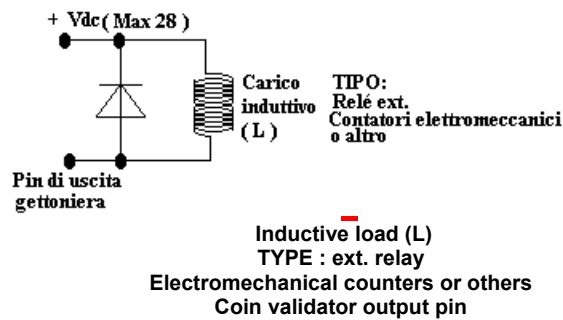 + Vdc ( Max 28 )
Carico
induttivo
( L )
TIPO:
Relé ext.
Contatori elettromeccanici
o altro
Pin di uscita
gettoniera
Inductive load (L)
TYPE : ext. relay
Electromechanical counters or others
Coin validator output pin